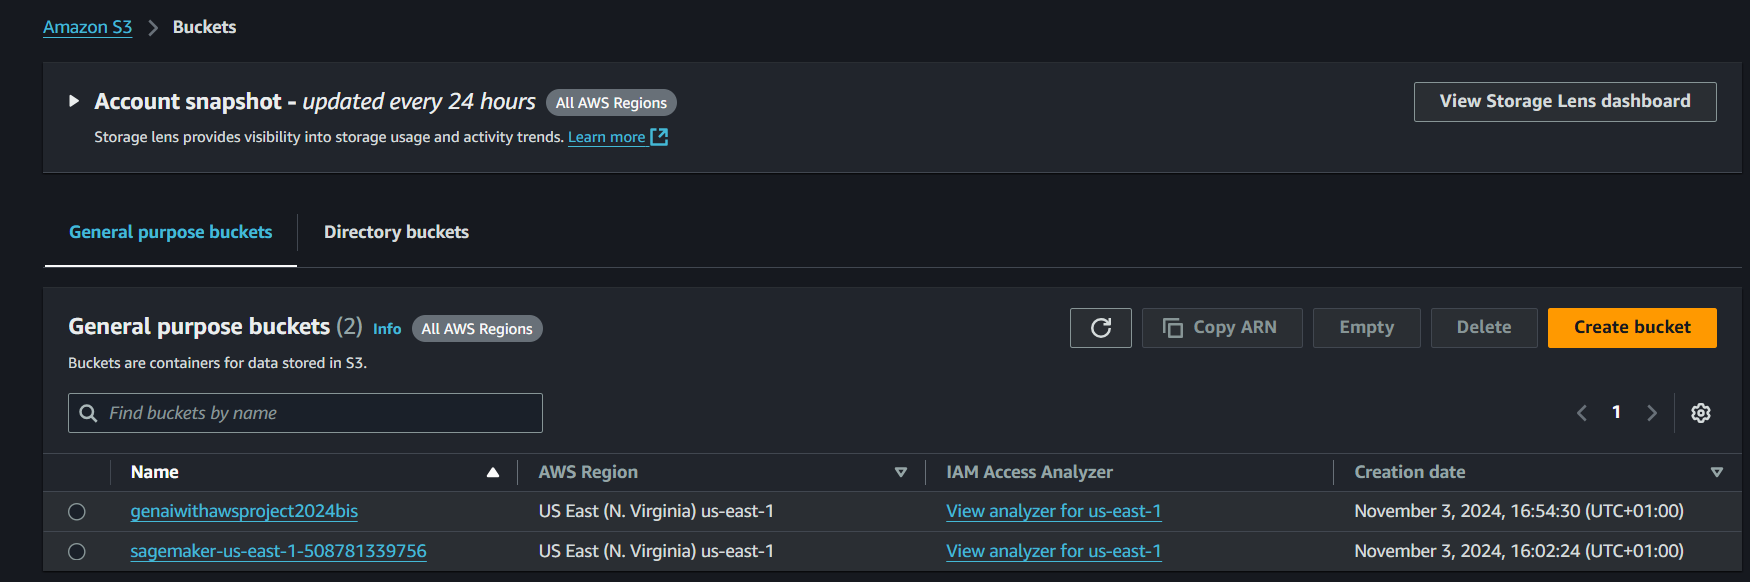 Amazon S3 > Buckets
Account snapshot - updated every 24 hours All AWS Regions
View Storage Lens dashboard
Storage lens provides visibility into storage usage and activity trends. Learn more
General purpose buckets Directory buckets
General purpose buckets (2) Info All AWS Regions
Copy ARN Empty Delete Create bucket
Buckets are containers for data stored in S3.
Find buckets by name
1
Name AWS Region IAM Access Analyzer Creation date
genaiwithawsproject2024bis US East (N. Virginia) us-east-1 View analyzer for us-east-1 November 3, 2024, 16:54:30 (UTC+01:00)
sagemaker-us-east-1-508781339756 US East (N. Virginia) us-east-1 View analyzer for us-east-1 November 3, 2024, 16:02:24 (UTC+01:00)